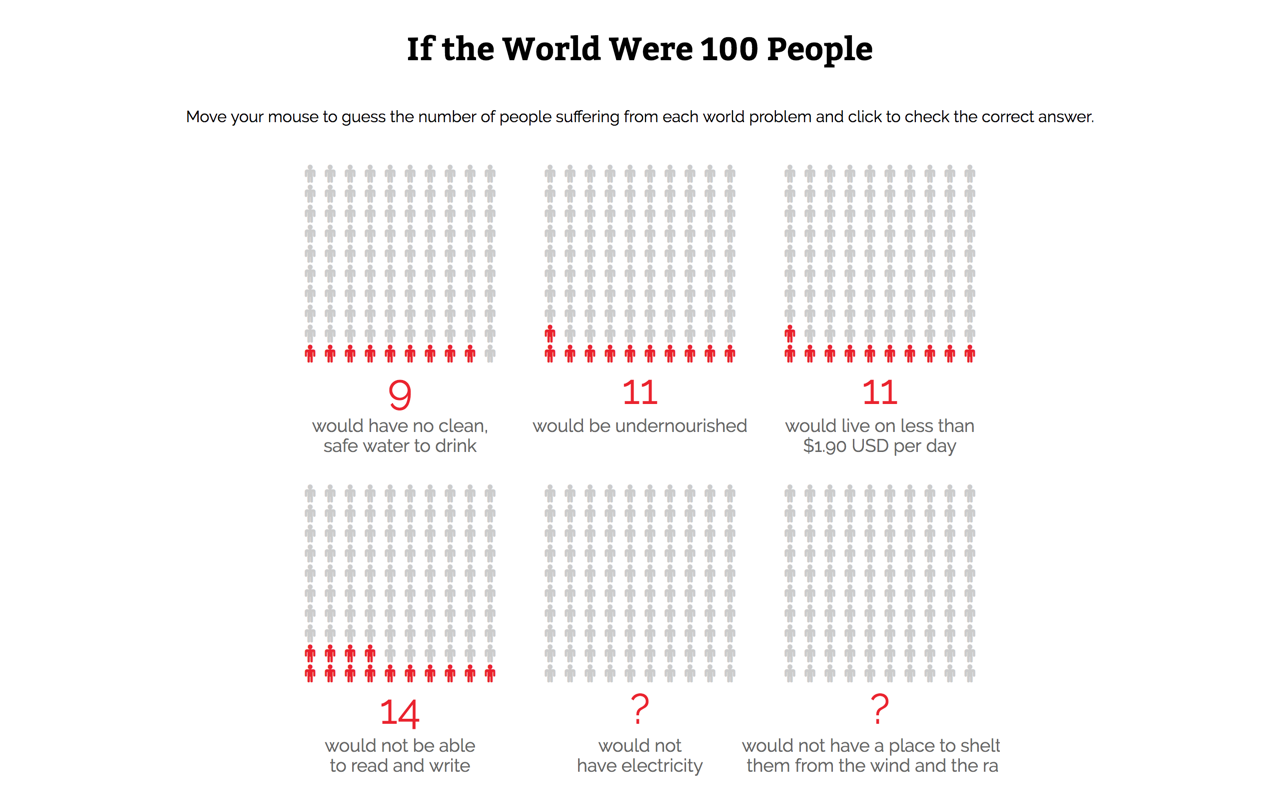 If the World Were 100 People
Move your mouse to guess the number of people suffering from each world problem and click to check the correct answer.
9
would have no clean,
safe water to drink
11
would be undernourished
11
would live on less than
$1.90 USD per day
14
would not be able
to read and write
?
would not
have electricity
?
would not have a place to shelt
them from the wind and the ra